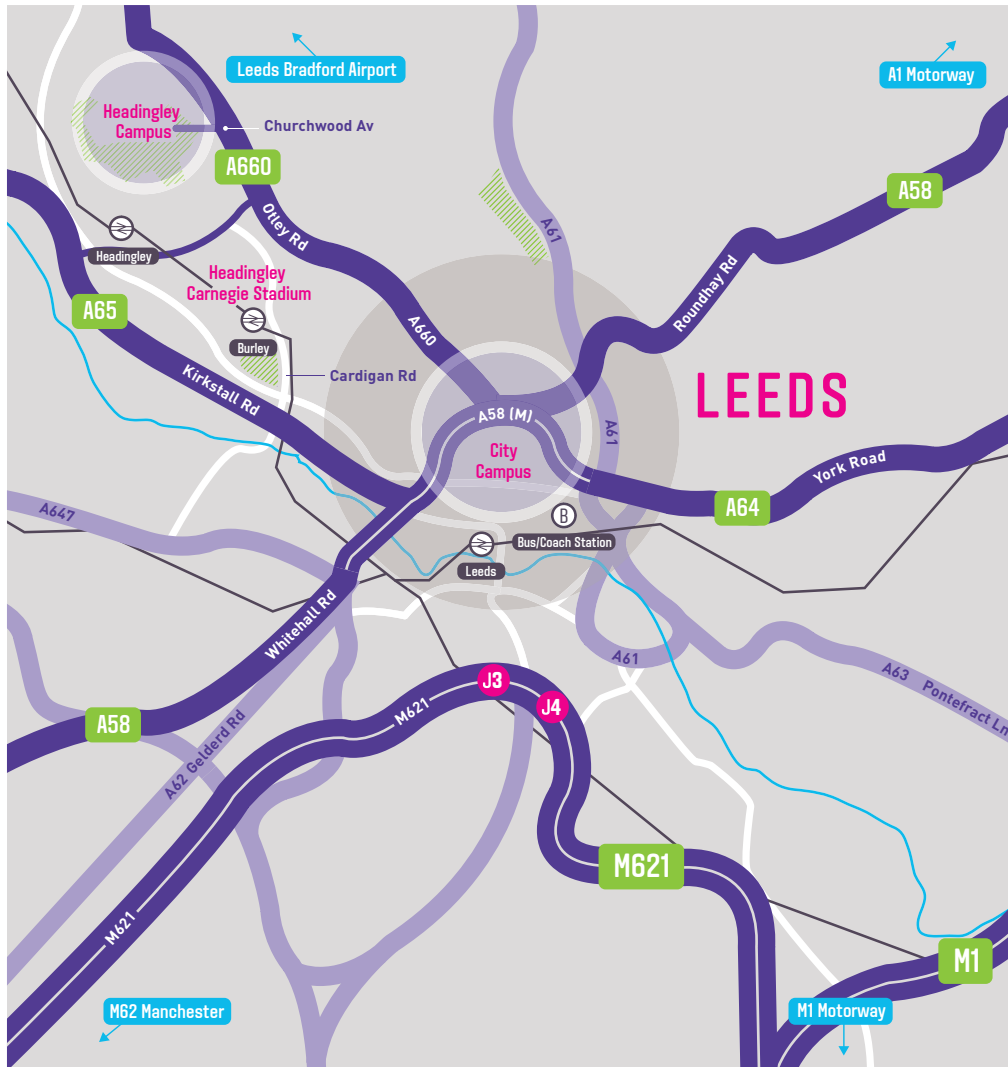 Leeds Bradford Airport
A1 Motorway
Headingley
Campus
Churchwood Av
A660
A58
Otley Rd
A61
Headingley
Headingley
Carnegie Stadium
Roundhay Rd
A65
A660
Burley
Cardigan Rd
Kirkstall Rd
LEEDS
A58 (M)
A61
City
Campus
York Road
A64
A647
B
Bus/Coach Station
Leeds
Whitehall Rd
A61
A63 Pontefract Ln
J3
J4
M621
A58
A62 Gelderd Rd
M621
M621
M1
M62 Manchester
M1 Motorway